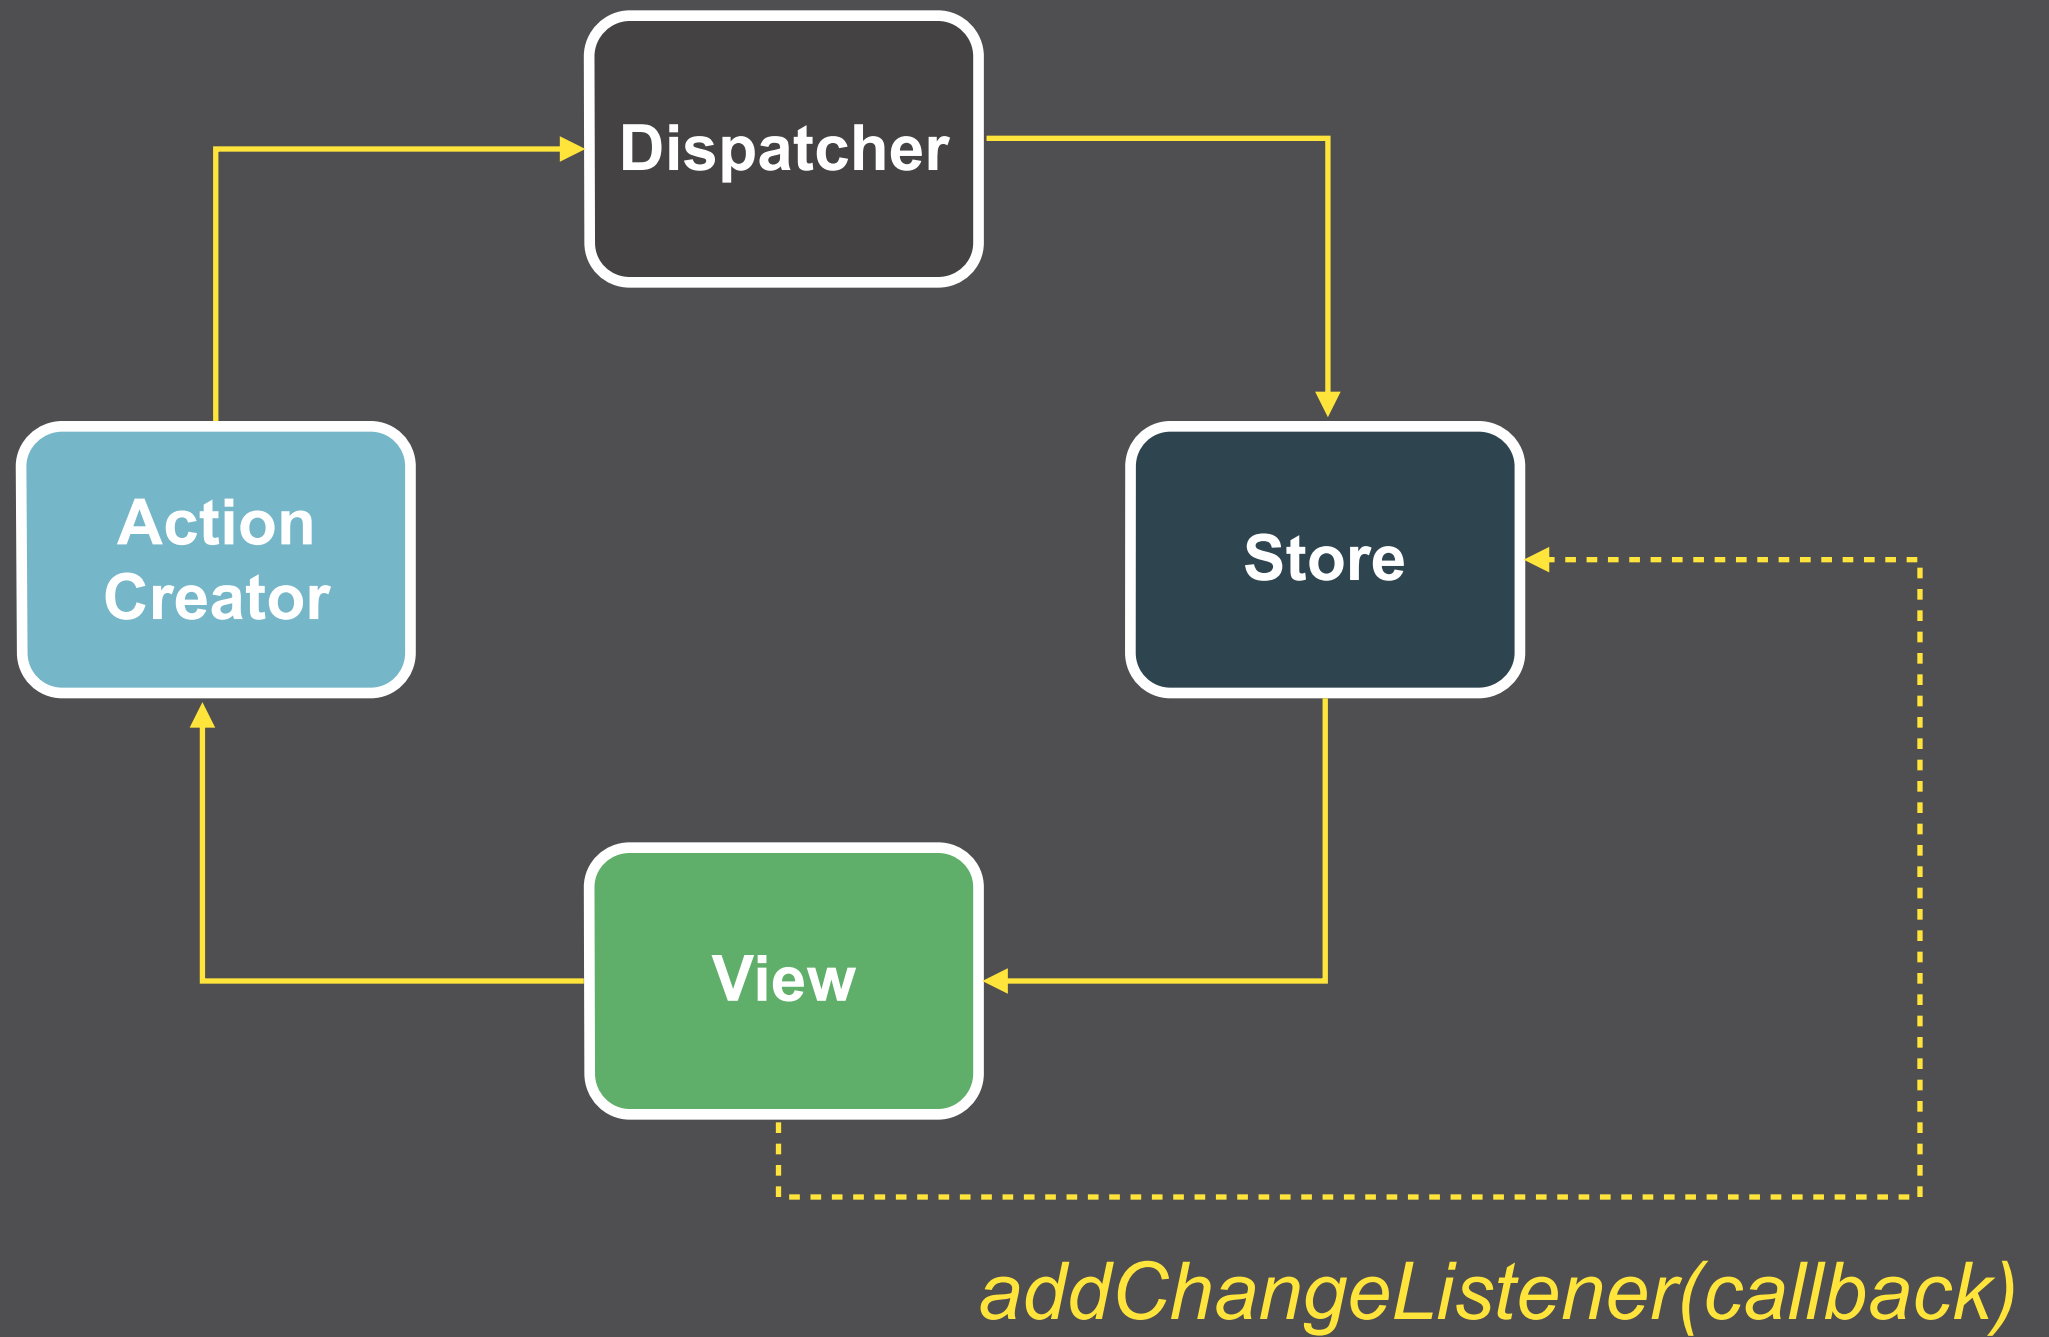 Dispatcher
Action
Creator
Store
View
addChangeListener(callback)